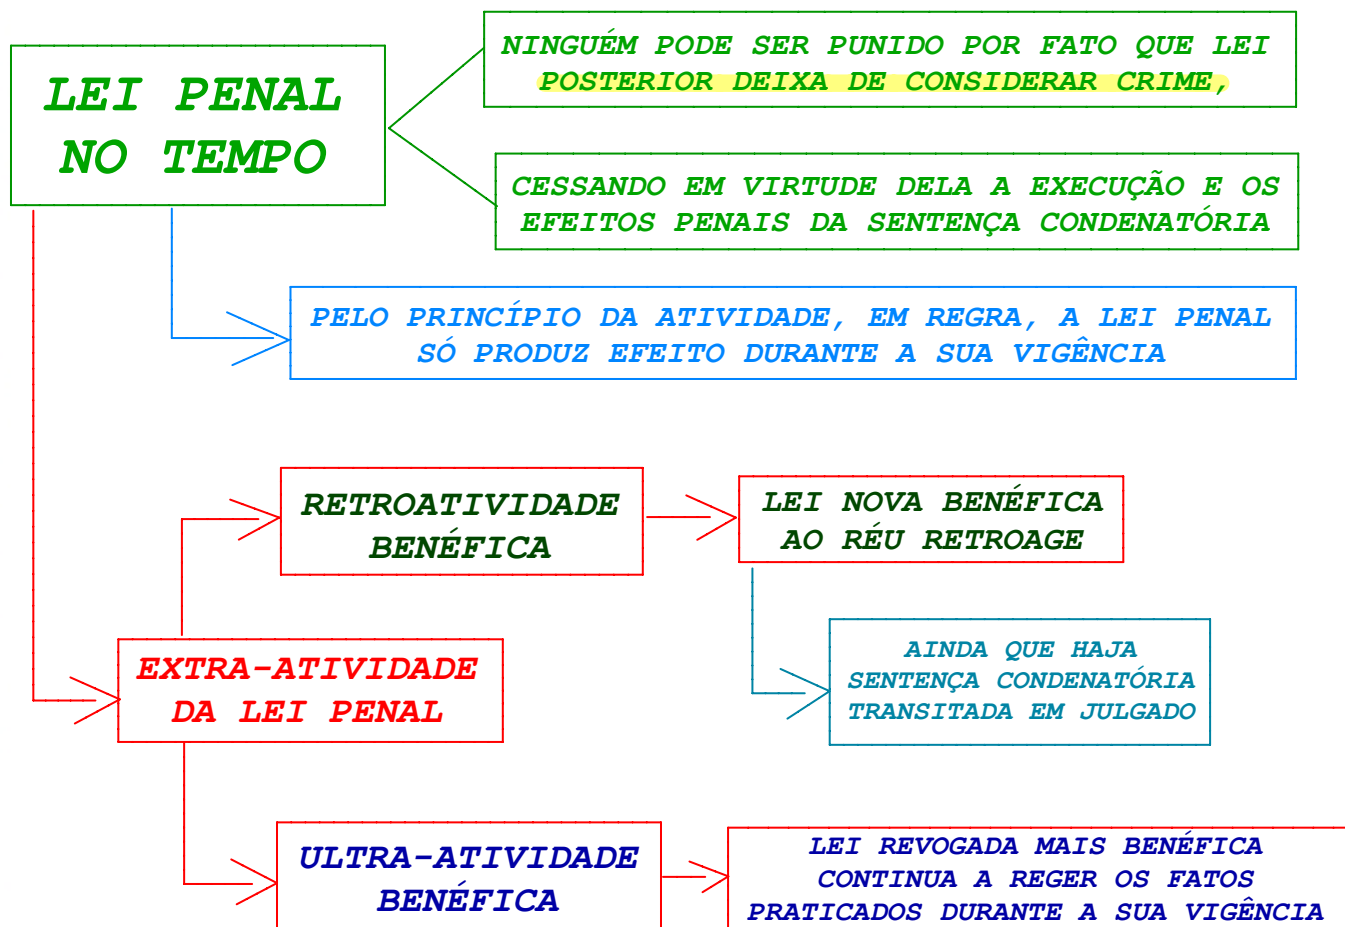 LEI PENAL
NO TEMPO
NINGUÉM PODE SER PUNIDO POR FATO QUE LEI
POSTERIOR DEIXA DE CONSIDERAR CRIME,
CESSANDO EM VIRTUDE DELA A EXECUÇÃO E OS
EFEITOS PENAIS DA SENTENÇA CONDENATÓRIA
PELO PRINCÍPIO DA ATIVIDADE, EM REGRA, A LEI PENAL
SÓ PRODUZ EFEITO DURANTE A SUA VIGÊNCIA
RETROATIVIDADE
BENÉFICA
LEI NOVA BENÉFICA
AO RÉU RETROAGE
AINDA QUE HAJA
SENTENÇA CONDENATÓRIA
TRANSITADA EM JULGADO
EXTRA-ATIVIDADE
DA LEI PENAL
ULTRA-ATIVIDADE
BENÉFICA
LEI REVOGADA MAIS BENÉFICA
CONTINUA A REGER OS FATOS
PRATICADOS DURANTE A SUA VIGÊNCIA